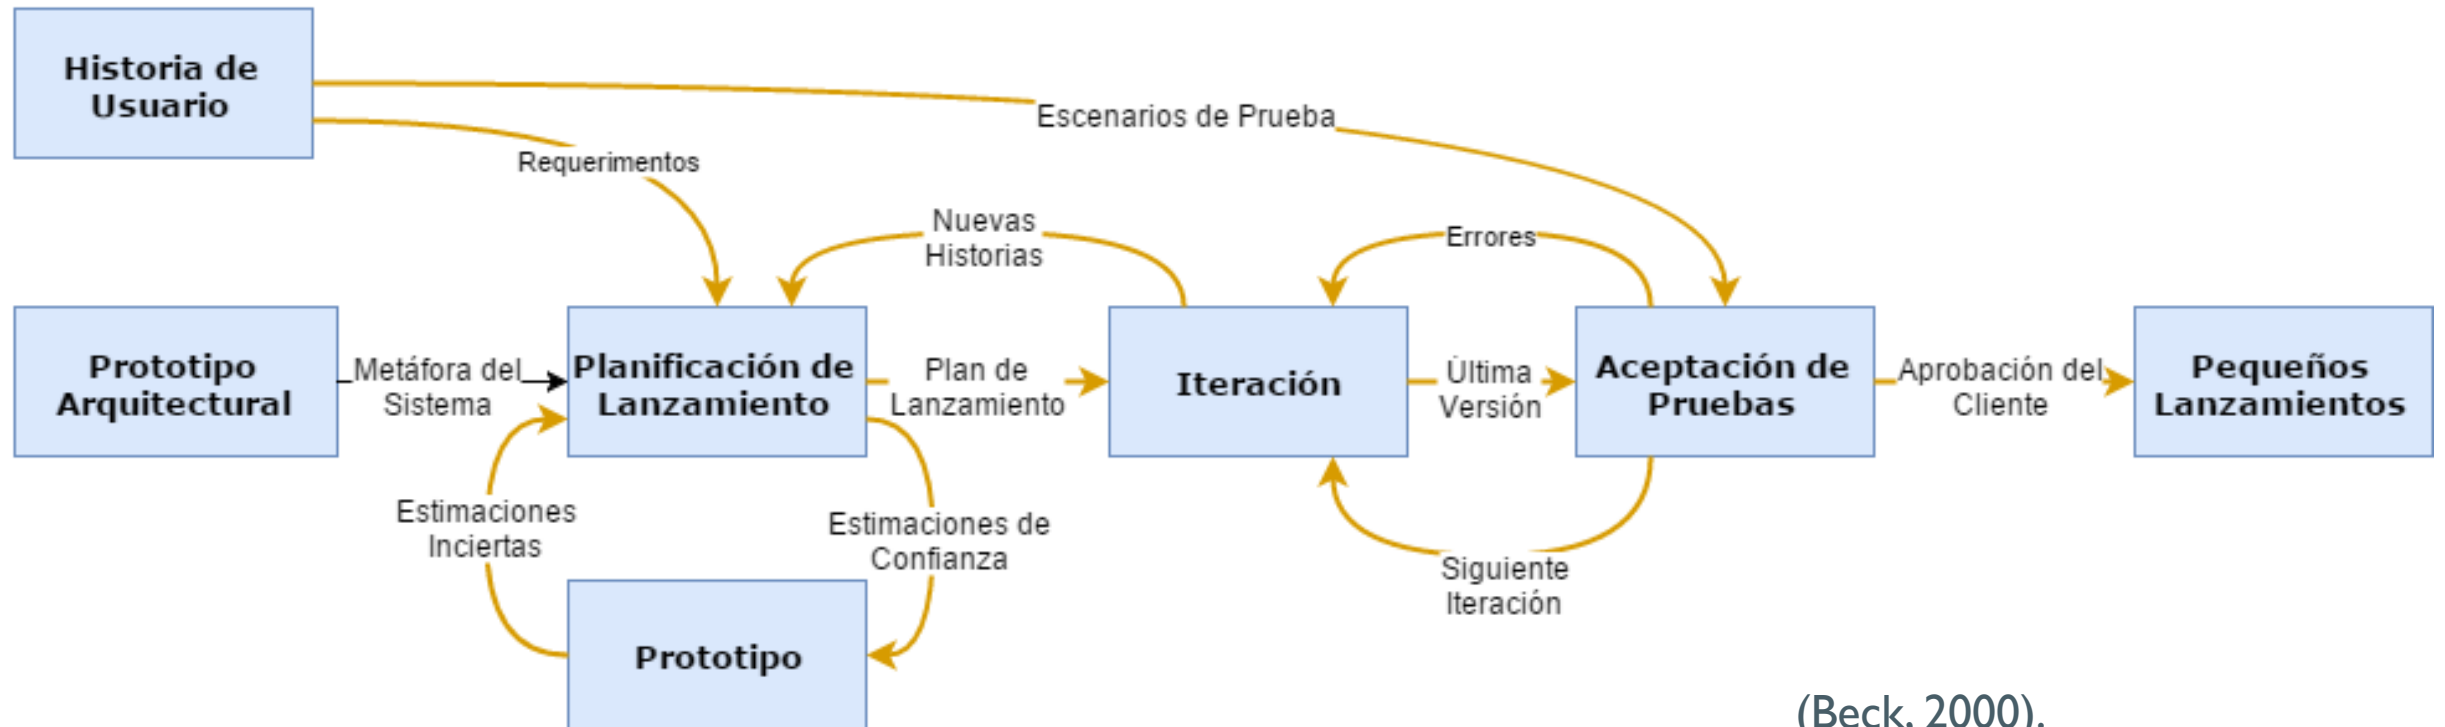 Historia de
Usuario
Escenarios de Prueba
Requerimentos
Nuevas
Historias
Errores
Prototipo
Arquitectural
Metáfora del
Sistema
Planificación de
Lanzamiento
Plan de
Lanzamiento
Iteración
Última
Versión
Aceptación de
Pruebas
Aprobación del
Cliente
Pequeños
Lanzamientos
Estimaciones
Inciertas
Estimaciones de
Confianza
Siguiente
Iteración
Prototipo
(Beck, 2000).